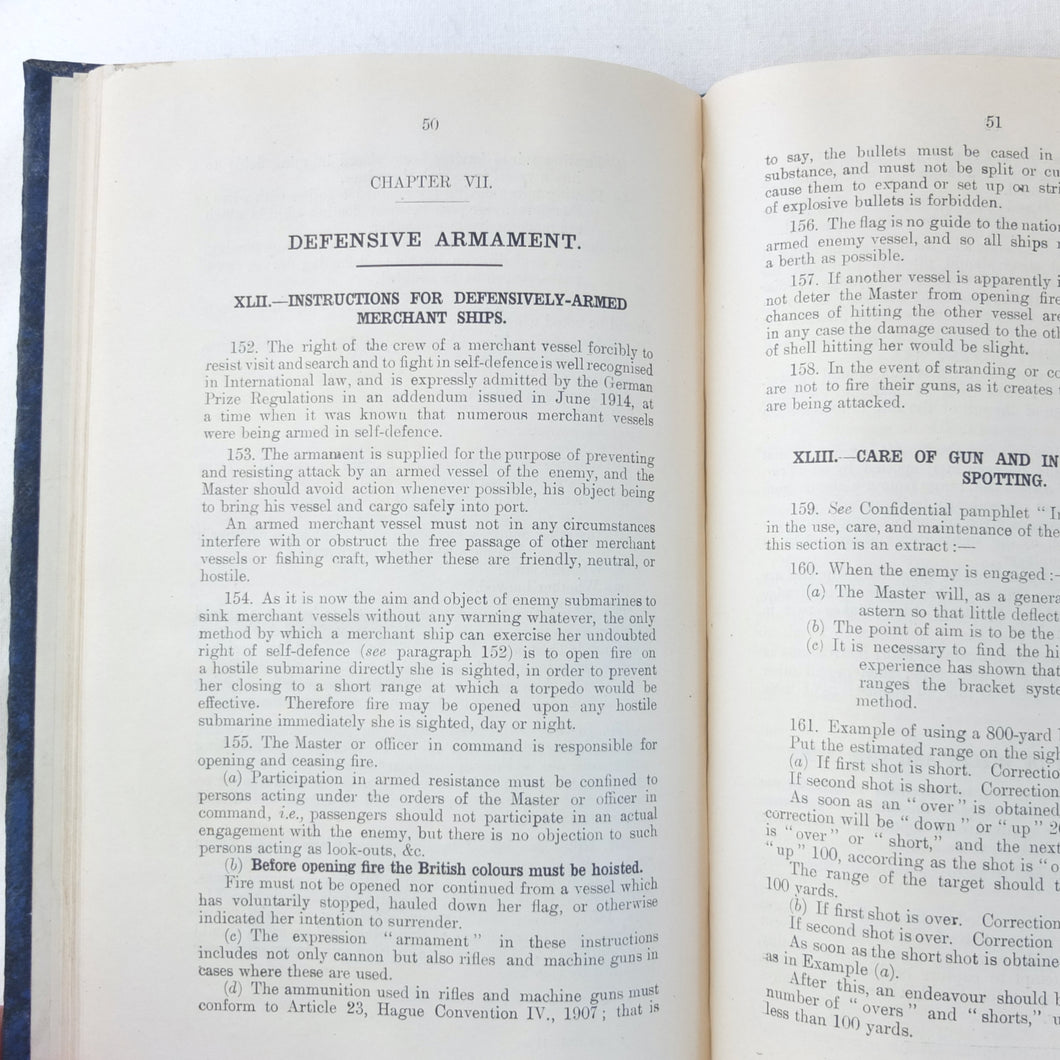 50
CHAPTER VII.
DEFENSIVE ARMAMENT.
XLII.—INSTRUCTIONS FOR DEFENSIVELY-ARMED
MERCHANT SHIPS.
152. The right of the crew of a merchant vessel forcibly to
resist visit and search and to fight in self-defence is well recognised
in International law, and is expressly admitted by the German
Prize Regulations in an addendum issued in June 1914, at
a time when it was known that numerous merchant vessels
were being armed in self-defence.
153. The armament is supplied for the purpose of preventing
and resisting attack by an armed vessel of the enemy, and the
Master should avoid action whenever possible, his object being
to bring his vessel and cargo safely into port.
An armed merchant vessel must not in any circumstances
interfere with or obstruct the free passage of other merchant
vessels or fishing craft, whether these are friendly, neutral, or
hostile.
154. As it is now the aim and object of enemy submarines to
sink merchant vessels without any warning whatever, the only
method by which a merchant ship can exercise her undoubted
right of self-defence (see paragraph 152) is to open fire on
a hostile submarine directly she is sighted, in order to prevent
her closing to a short range at which a torpedo would be
effective. Therefore fire may be opened upon any hostile
submarine immediately she is sighted, day or night.
155. The Master or officer in command is responsible for
opening and ceasing fire.
(a) Participation in armed resistance must be confined to
persons acting under the orders of the Master or officer in
command, i.e., passengers should not participate in an actual
engagement with the enemy, but there is no objection to such
persons acting as look-outs, &c.
(b) Before opening fire the British colours must be hoisted.
Fire must not be opened nor continued from a vessel which
has voluntarily stopped, hauled down her flag, or otherwise
indicated her intention to surrender.
(c) The expression "armament" in these instructions
includes not only cannon but also rifles and machine guns in
cases where these are used.
(d) The ammunition used in rifles and machine guns must
conform to Article 23, Hague Convention IV., 1907; that is
51
to say, the bullets must be cased in
substance, and must not be split or
cause them to expand or set up on
of explosive bullets is forbidden.
156. The flag is no guide to the
armed enemy vessel, and so all ships
a berth as possible.
157. If another vessel is apparently
not deter the Master from opening fire
chances of hitting the other vessel are
in any case the damage caused to the
of shell hitting her would be slight.
158. In the event of stranding or
are not to fire their guns, as it creates
are being attacked.
XLIII.—CARE OF GUN AND
SPOTTING.
159. See Confidential pamphlet "
in the use, care, and maintenance of the
this section is an extract :—
160. When the enemy is engaged :—
(a) The Master will, as a
astern so that little
(b) The point of aim is to be the
(c) It is necessary to find the
experience has shown that
ranges the bracket
method.
161. Example of using a 800-yard
Put the estimated range on the
(a) If first shot is short. Correction
If second shot is short. Correction
As soon as an "over" is obtained
correction will be "down" or "up"
is "over" or "short," and the next
"up" 100, according as the shot is
The range of the target should
100 yards.
(b) If first shot is over. Correction
If second shot is over. Correction
As soon as the short shot is
as in Example (a).
After this, an endeavour should
number of "overs" and "shorts,"
less than 100 yards.